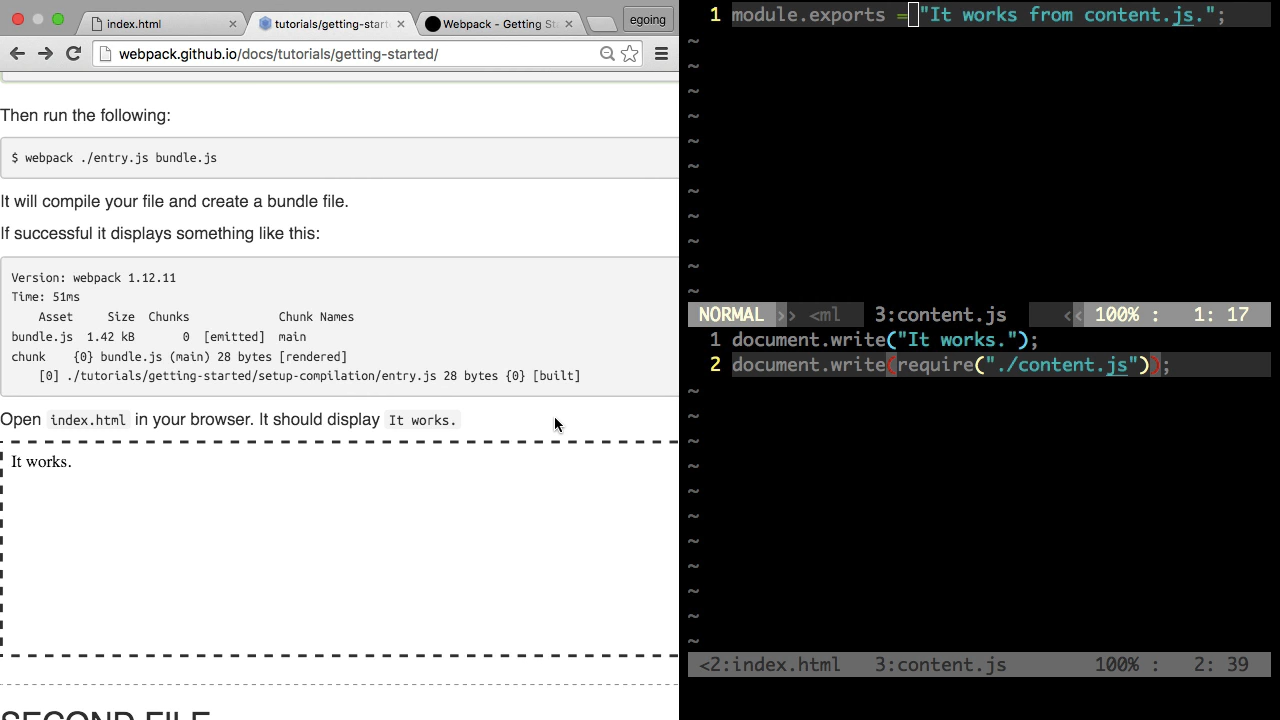 index.html
tutorials/getting-start
Webpack - Getting St
egoing
webpack.github.io/docs/tutorials/getting-started/
Then run the following:
$ webpack ./entry.js bundle.js
It will compile your file and create a bundle file.
If successful it displays something like this:
Version: webpack 1.12.11
Time: 51ms
Asset Size Chunks Chunk Names
bundle.js 1.42 kB 0 [emitted] main
chunk {0} bundle.js (main) 28 bytes [rendered]
[0] ./tutorials/getting-started/setup-compilation/entry.js 28 bytes {0} [built]
Open index.html in your browser. It should display It works.
It works.
SECOND FILE
1 module.exports = "It works from content.js.";
~
~
~
~
~
~
~
~
~
~
~
NORMAL >> <ml 3:content.js << 100% : 1: 17
1 document.write("It works.");
2 document.write(require("./content.js"));
~
~
~
~
~
~
~
~
~
~
~
<2:index.html 3:content.js 100% : 2: 39